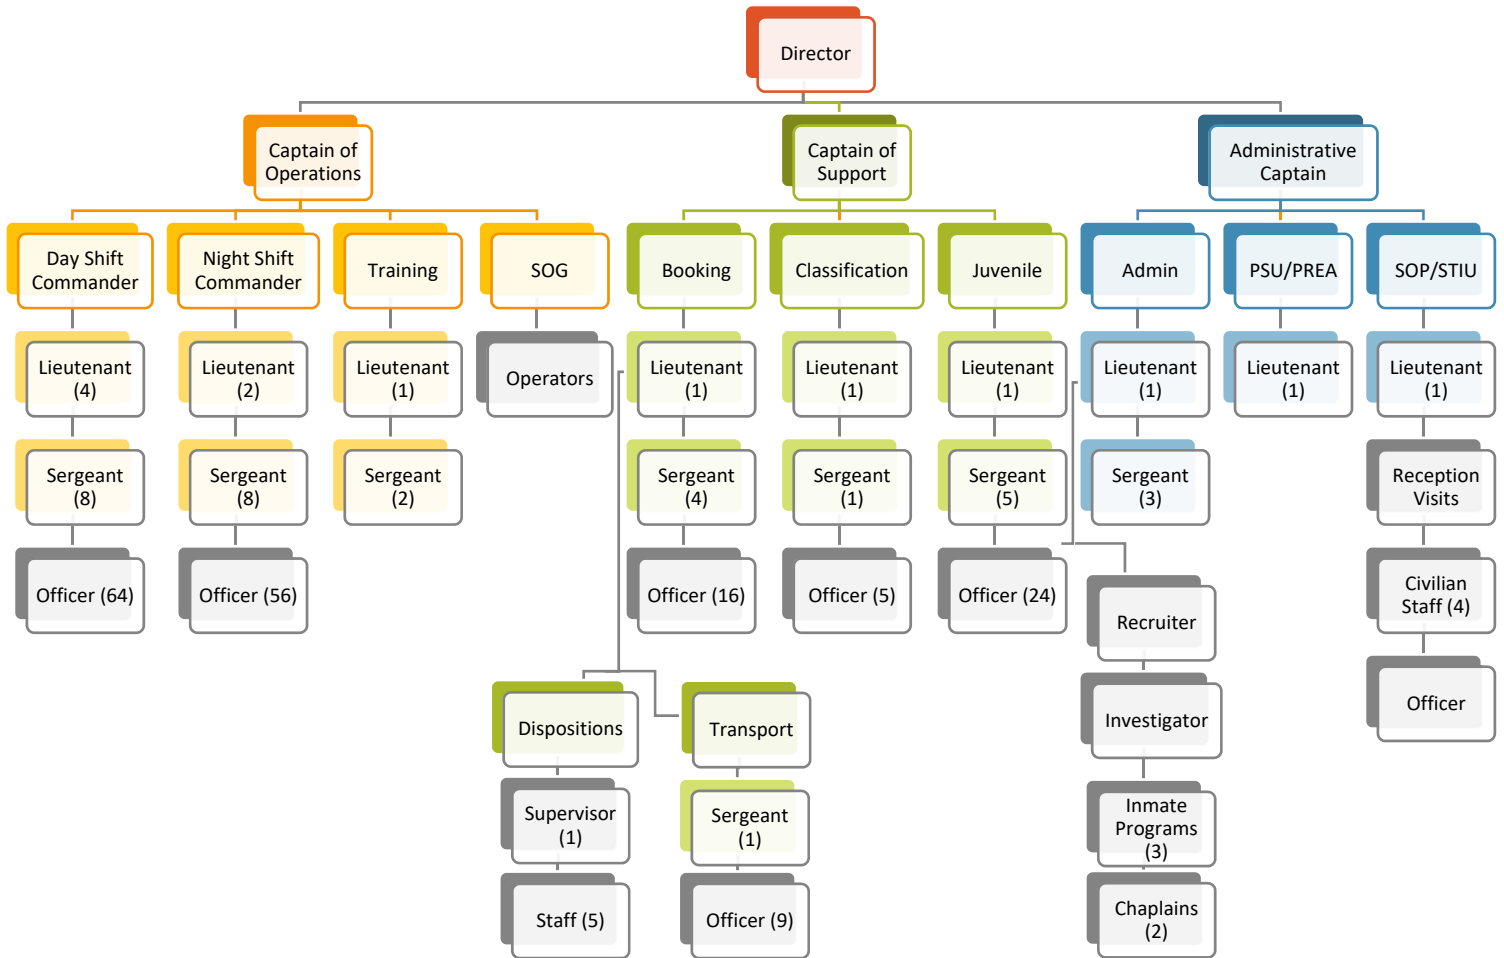 Director
Captain of
Operations
Captain of
Support
Administrative
Captain
Day Shift
Commander
Night Shift
Commander
Training
SOG
Booking
Classification
Juvenile
Admin
PSU/PREA
SOP/STIU
Lieutenant
(4)
Lieutenant
(2)
Lieutenant
(1)
Operators
Lieutenant
(1)
Lieutenant
(1)
Lieutenant
(1)
Lieutenant
(1)
Lieutenant
(1)
Lieutenant
(1)
Sergeant
(8)
Sergeant
(8)
Sergeant
(2)
Sergeant
(4)
Sergeant
(1)
Sergeant
(5)
Sergeant
(3)
Reception
Visits
Officer (64)
Officer (56)
Officer (16)
Officer (5)
Officer (24)
Recruiter
Civilian
Staff (4)
Dispositions
Transport
Investigator
Officer
Supervisor
(1)
Sergeant
(1)
Inmate
Programs
(3)
Staff (5)
Officer (9)
Chaplains
(2)